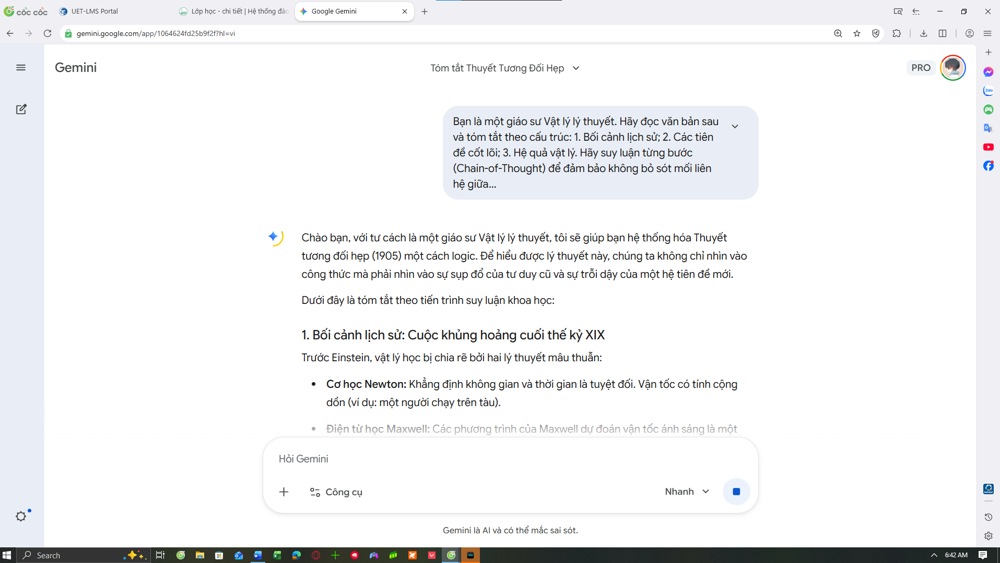 cốc cốc
UET-LMS Portal
Lớp học - chi tiết | Hệ thống đào
Google Gemini
gemini.google.com/app/1064624fd25b9f2f?hl=vi
Gemini
Tóm tắt Thuyết Tương Đối Hẹp
PRO
Zalo
Bạn là một giáo sư Vật lý lý thuyết. Hãy đọc văn bản sau
và tóm tắt theo cấu trúc: 1. Bối cảnh lịch sử; 2. Các tiên
đề cốt lõi; 3. Hệ quả vật lý. Hãy suy luận từng bước
(Chain-of-Thought) để đảm bảo không bỏ sót mối liên
hệ giữa...
Chào bạn, với tư cách là một giáo sư Vật lý lý thuyết, tôi sẽ giúp bạn hệ thống hóa Thuyết
tương đối hẹp (1905) một cách logic. Để hiểu được lý thuyết này, chúng ta không chỉ nhìn vào
công thức mà phải nhìn vào sự sụp đổ của tư duy cũ và sự trỗi dậy của một hệ tiên đề mới.
Dưới đây là tóm tắt theo tiến trình suy luận khoa học:
1. Bối cảnh lịch sử: Cuộc khủng hoảng cuối thế kỷ XIX
Trước Einstein, vật lý học bị chia rẽ bởi hai lý thuyết mâu thuẫn:
• Cơ học Newton: Khẳng định không gian và thời gian là tuyệt đối. Vận tốc có tính cộng
dồn (ví dụ: một người chạy trên tàu).
• Điện từ học Maxwell: Các phương trình của Maxwell dự đoán vận tốc ánh sáng là một
Hỏi Gemini
Công cụ
Nhanh
Gemini là AI và có thể mắc sai sót.
Search
6:42 AM